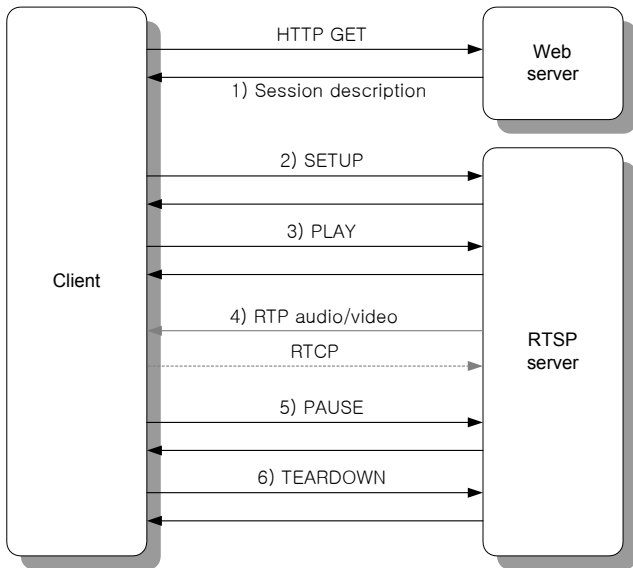 HTTP GET
Web
server
1) Session description
2) SETUP
3) PLAY
Client
4) RTP audio/video
RTSP
server
RTCP
5) PAUSE
6) TEARDOWN